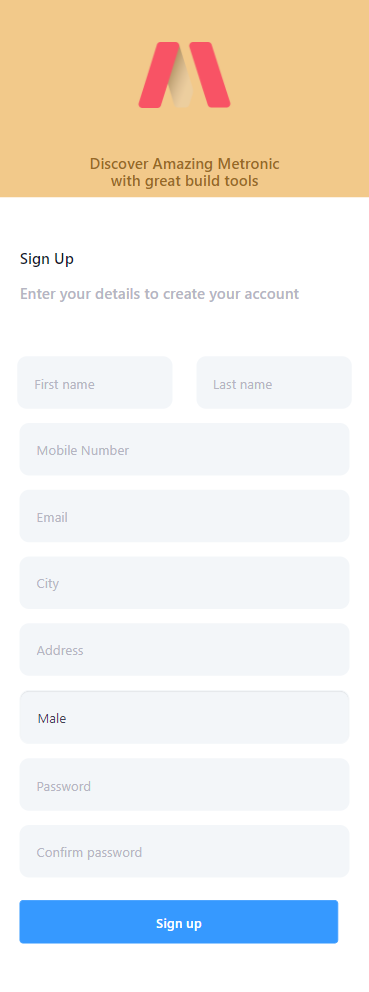 Discover Amazing Metronic
with great build tools
Sign Up
Enter your details to create your account
First name
Last name
Mobile Number
Email
City
Address
Male
Password
Confirm password
Sign up